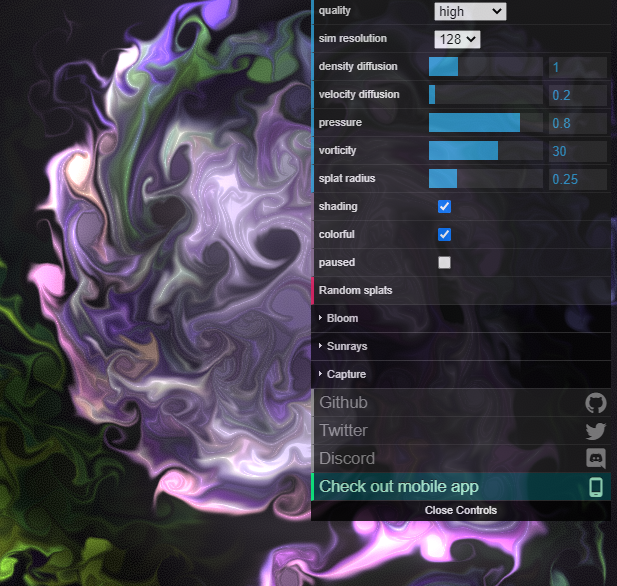 quality high
sim resolution 128
density diffusion 1
velocity diffusion 0.2
pressure 0.8
vorticity 30
splat radius 0.25
shading
colorful
paused
Random splats
Bloom
Sunrays
Capture
Github
Twitter
Discord
Check out mobile app
Close Controls